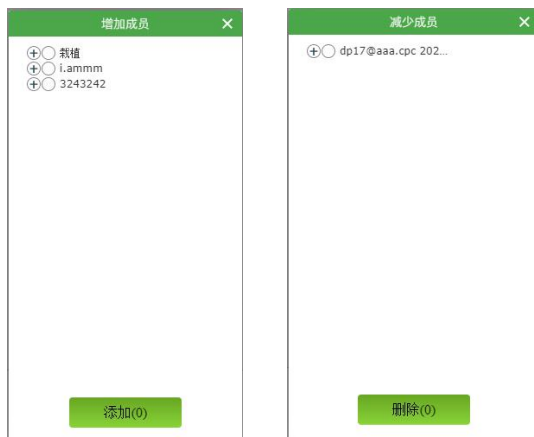 增加成员
栽植
i.ammm
3243242
添加(0)
减少成员
dp17@aaa.cpc 202...
删除(0)